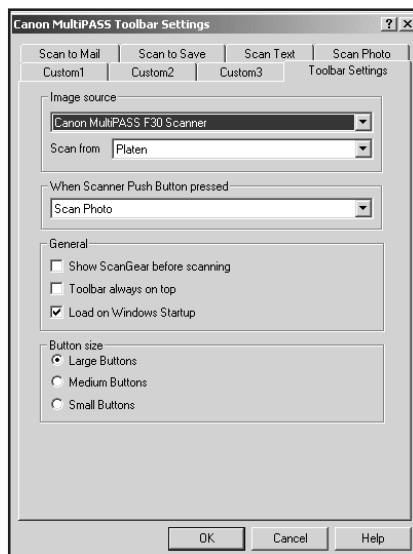 Canon MultiPASS Toolbar Settings
Scan to Mail Scan to Save Scan Text Scan Photo
Custom1 Custom2 Custom3 Toolbar Settings
Image source
Canon MultiPASS F30 Scanner
Scan from Platen
When Scanner Push Button pressed
Scan Photo
General
Show ScanGear before scanning
Toolbar always on top
Load on Windows Startup
Button size
Large Buttons
Medium Buttons
Small Buttons
OK Cancel Help